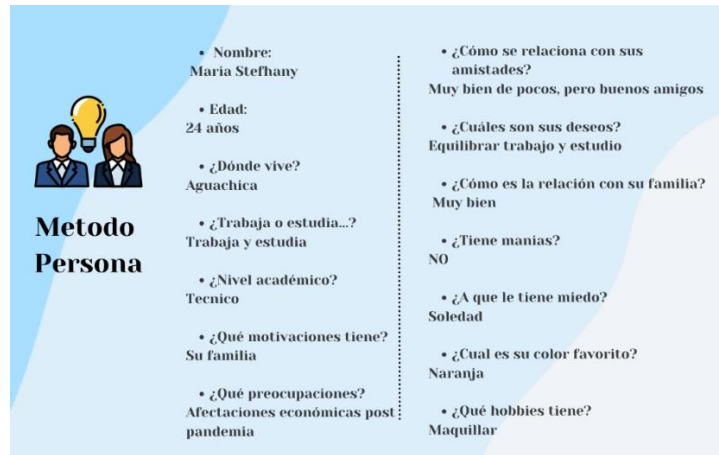 Metodo
Persona
• Nombre:
Maria Stefhany
• Edad:
24 años
• ¿Dónde vive?
Aguachica
• ¿Trabaja o estudia...?
Trabaja y estudia
• ¿Nivel académico?
Tecnico
• ¿Qué motivaciones tiene?
Su familia
• ¿Qué preocupaciones?
Afectaciones económicas post
pandemia
• ¿Cómo se relaciona con sus
amistades?
Muy bien de pocos, pero buenos amigos
• ¿Cuáles son sus deseos?
Equilibrar trabajo y estudio
• ¿Cómo es la relación con su familia?
Muy bien
• ¿Tiene manías?
NO
• ¿A que le tiene miedo?
Soledad
• ¿Cual es su color favorito?
Naranja
• ¿Qué hobbies tiene?
Maquillar